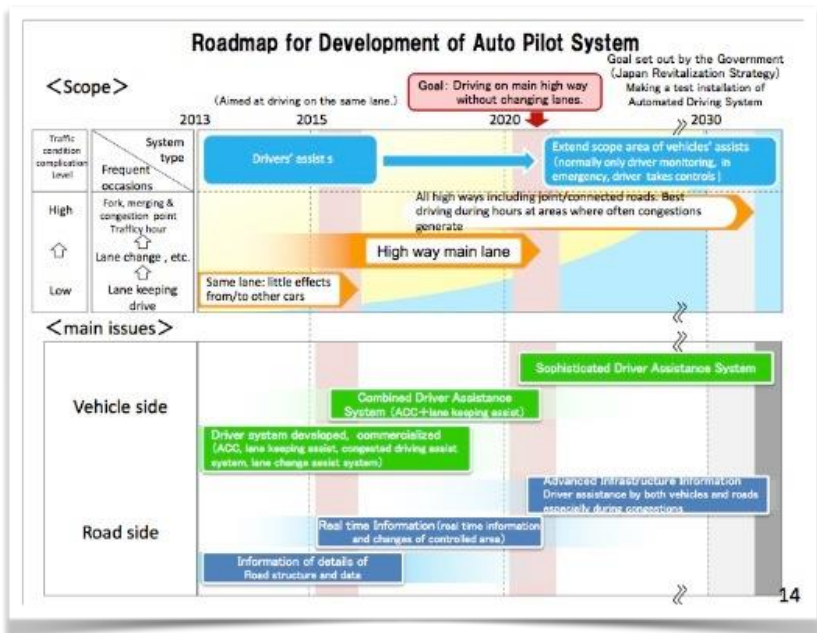 Roadmap for Development of Auto Pilot System
<Scope>
(Aimed at driving on the same lane.)
Goal: Driving on main high way
without changing lanes.
Goal set out by the Government
(Japan Revitalization Strategy)
Making a test installation of
Automated Driving System
2013
2015
2020
2030
Traffic
condition
complication
Level
System
type
Frequent
occasions
Drivers' assist s
Extend scope area of vehicles' assists
(normally only driver monitoring, in
emergency, driver takes controls)
High
Low
Fork, merging &
congestion point
Trafficy hour
Lane change, etc.
Lane keeping
drive
All high ways including joint/connected roads. Best
driving during hours at areas where often congestions
generate
High way main lane
Same lane: little effects
from/to other cars
<main issues>
Vehicle side
Sophisticated Driver Assistance System
Combined Driver Assistance
System (ACC+lane keeping assist)
Driver system developed, commercialized
(ACC, lane keeping assist, congested driving assist
system, lane change assist system)
Road side
Advanced Infrastructure Information
Driver assistance by both vehicles and roads
especially during congestions
Real time Information (real time information
and changes of controlled area)
Information of details of
Road structure and data
14